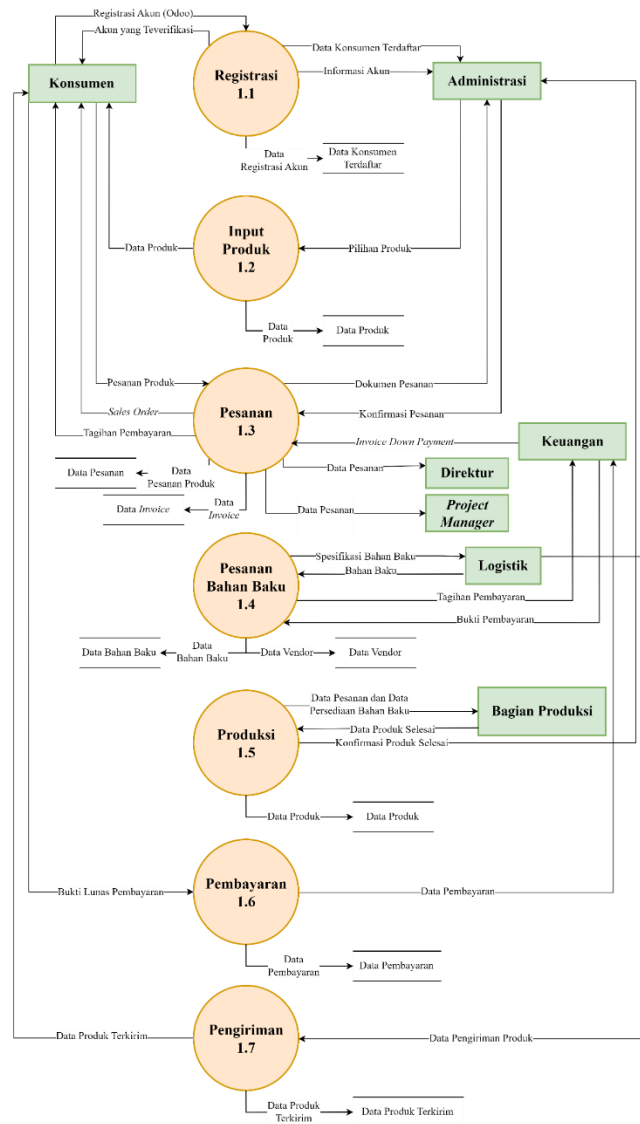 Registrasi Akun (Odoo)
Akun yang Teverifikasi
Konsumen
Registrasi
1.1
Data Konsumen Terdaftar
Informasi Akun
Administrasi
Data
Registrasi Akun
Data Konsumen
Terdaftar
Input
Produk
1.2
Data Produk
Pilihan Produk
Data
Produk
Data Produk
Pesanan Produk
Sales Order
Tagihan Pembayaran
Pesanan
1.3
Dokumen Pesanan
Konfirmasi Pesanan
Invoice Down Payment
Keuangan
Data Pesanan
Direktur
Data Pesanan
Data
Pesanan Produk
Data Invoice
Data
Invoice
Data Pesanan
Project
Manager
Pesanan
Bahan Baku
1.4
Spesifikasi Bahan Baku
Bahan Baku
Logistik
Tagihan Pembayaran
Bukti Pembayaran
Data Bahan Baku
Data
Bahan Baku
Data Vendor
Data Vendor
Produksi
1.5
Data Pesanan dan Data
Persediaan Bahan Baku
Bagian Produksi
Data Produk Selesai
Konfirmasi Produk Selesai
Data Produk
Data Produk
Bukti Lunas Pembayaran
Pembayaran
1.6
Data Pembayaran
Data
Pembayaran
Data Pembayaran
Data Produk Terkirim
Pengiriman
1.7
Data Pengiriman Produk
Data Produk
Terkirim
Data Produk Terkirim